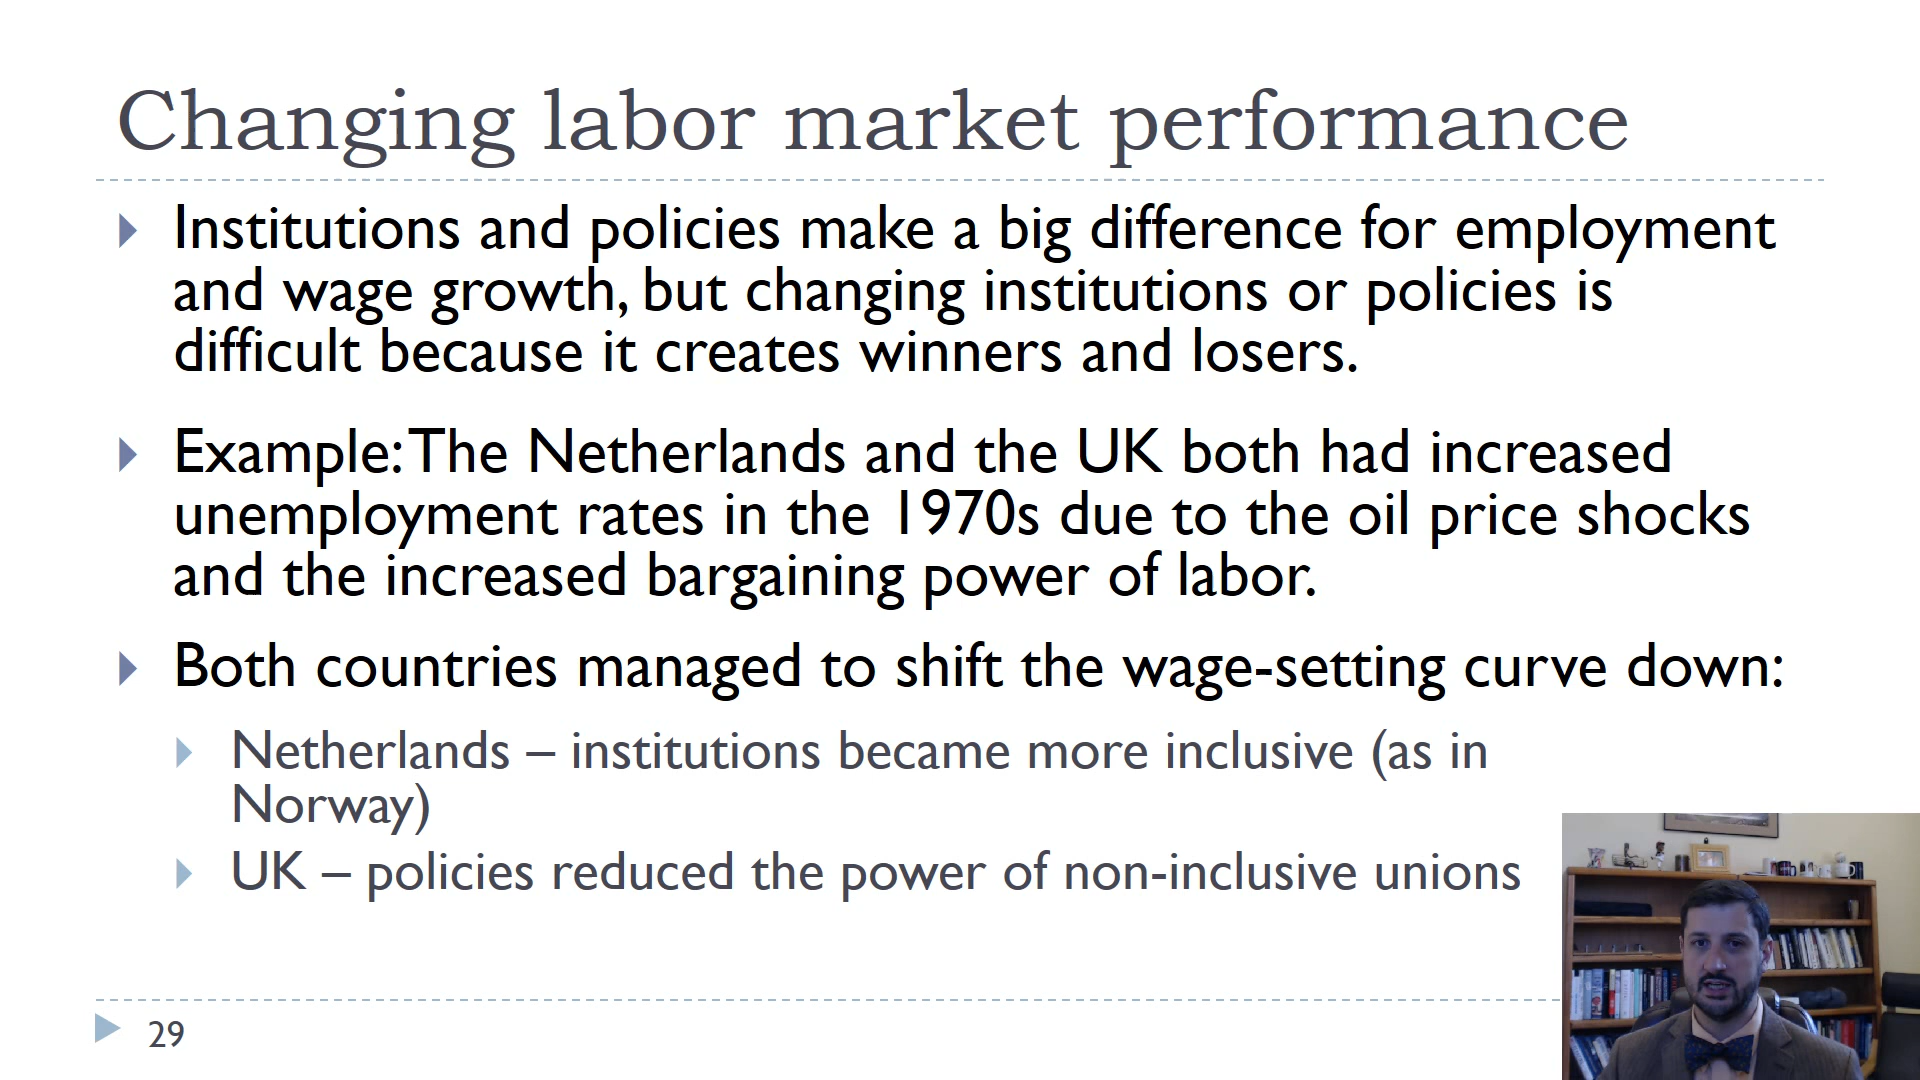 Changing labor market performance
Institutions and policies make a big difference for employment
and wage growth, but changing institutions or policies is
difficult because it creates winners and losers.
Example: The Netherlands and the UK both had increased
unemployment rates in the 1970s due to the oil price shocks
and the increased bargaining power of labor.
Both countries managed to shift the wage-setting curve down:
Netherlands – institutions became more inclusive (as in
Norway)
UK – policies reduced the power of non-inclusive unions
29